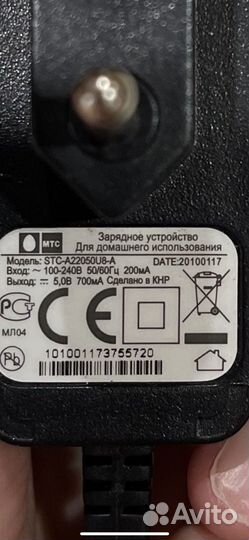 МТС
Зарядное устройство
Для домашнего использования
Модель: STC-A22050U8-A DATE:20100117
Вход: ~ 100-240В 50/60Гц 200мА
Выход: ⎓ 5,0В 700мА Сделано в КНР
МЛ04
CE
Pb
101001173755720
Avito